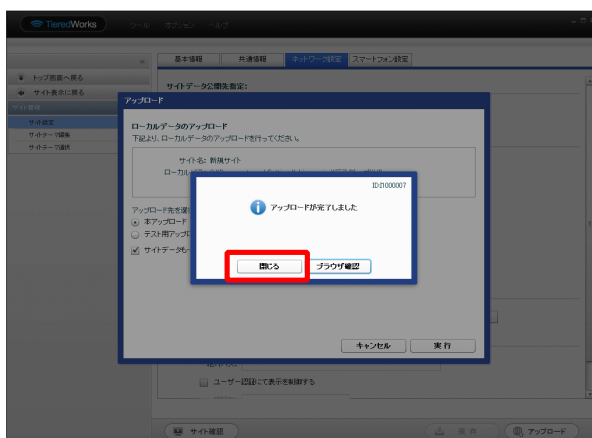 TieredWorks
ツール オプション ヘルプ
基本情報 共通情報 ネットワーク設定 スマートフォン設定
トップ画面へ戻る
サイト表示に戻る
サイト管理
サイト設定
サイトテーマ編集
サイトテーマ選択
サイトデータ公開先指定:
アップロード
ローカルデータのアップロード
下記より、ローカルデータのアップロードを行ってください。
サイト名: 新規サイト
アップロード先を選
本アップロード
テスト用アップロ
サイトデータも
ID:I1000007
アップロードが完了しました
閉じる ブラウザ確認
キャンセル 実行
ユーザー認証にて表示を制御する
サイト確認 保存 アップロード